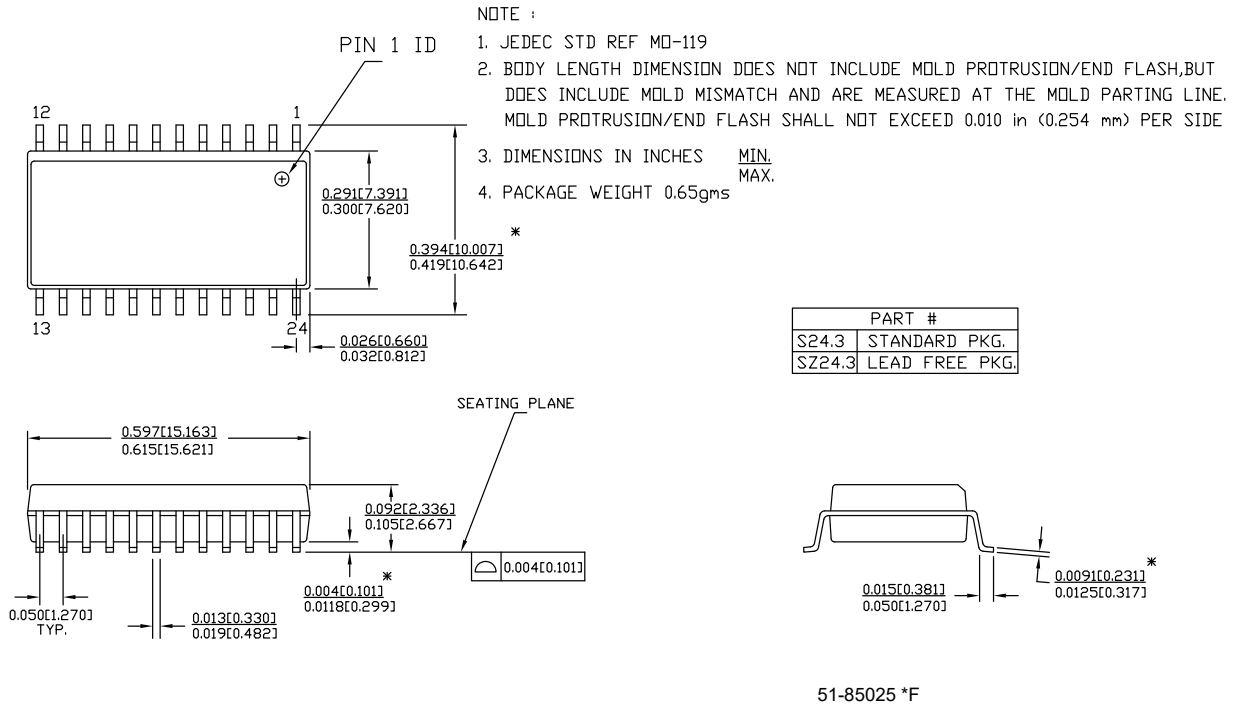 NOTE :
1. JEDEC STD REF MO-119
2. BODY LENGTH DIMENSION DOES NOT INCLUDE MOLD PROTRUSION/END FLASH,BUT
DOES INCLUDE MOLD MISMATCH AND ARE MEASURED AT THE MOLD PARTING LINE.
MOLD PROTRUSION/END FLASH SHALL NOT EXCEED 0.010 in (0.254 mm) PER SIDE
3. DIMENSIONS IN INCHES MIN.
MAX.
4. PACKAGE WEIGHT 0.65gms
PIN 1 ID
12 1
0.291[7.391]
0.300[7.620]
*
0.394[10.007]
0.419[10.642]
13 24
0.026[0.660]
0.032[0.812]
PART #
S24.3 STANDARD PKG.
SZ24.3 LEAD FREE PKG.
SEATING PLANE
0.597[15.163]
0.615[15.621]
0.092[2.336]
0.105[2.667]
0.004[0.101]
*
0.004[0.101]
0.0118[0.299]
0.050[1.270]
TYP.
0.013[0.330]
0.019[0.482]
0.015[0.381]
0.050[1.270]
*
0.0091[0.231]
0.0125[0.317]
51-85025 *F